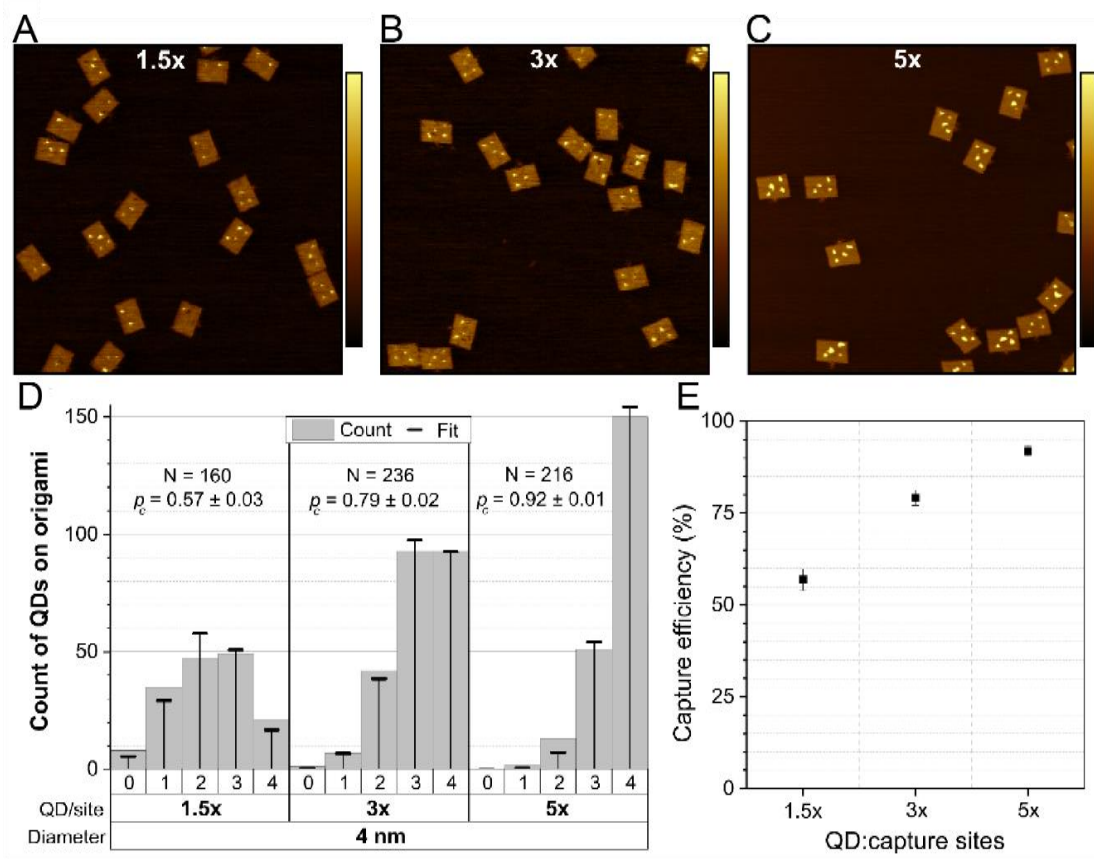 A
B
C
1.5x
3x
5x
D
E
Count of QDs on origami
150
100
50
0
Count
Fit
N = 160
p_c = 0.57 ± 0.03
N = 236
p_c = 0.79 ± 0.02
N = 216
p_c = 0.92 ± 0.01
0 1 2 3 4 0 1 2 3 4 0 1 2 3 4
QD/site 1.5x 3x 5x
Diameter 4 nm
Capture efficiency (%)
100
75
50
25
0
1.5x 3x 5x
QD:capture sites